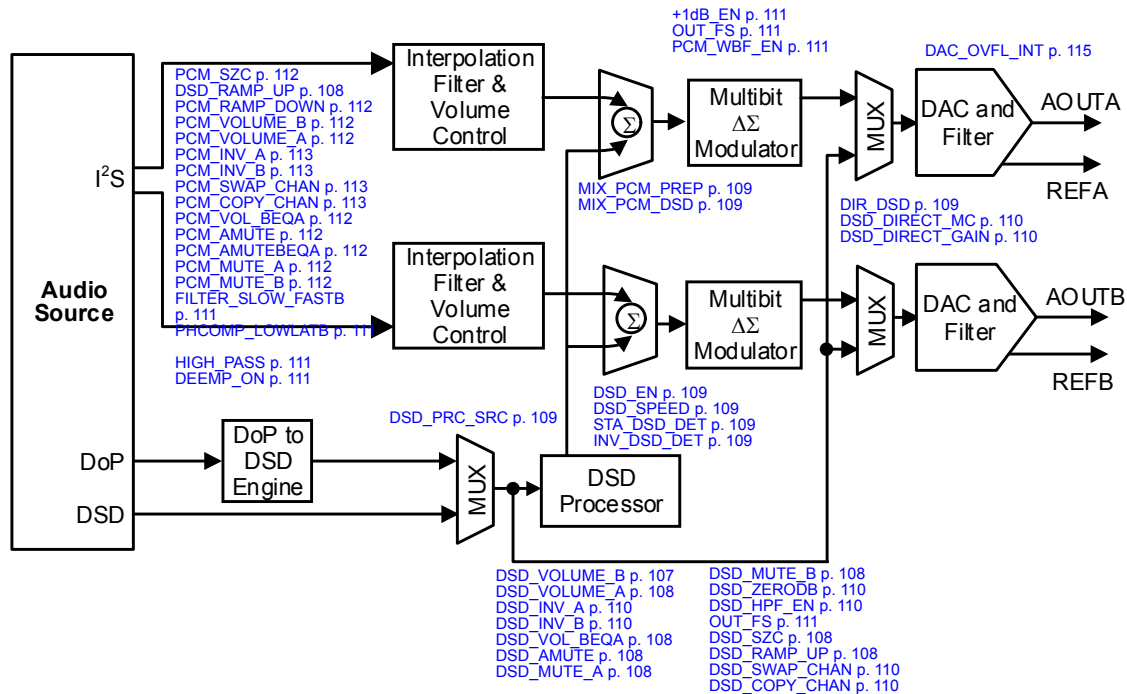 +1dB_EN p. 111
OUT_FS p. 111
PCM_WBF_EN p. 111
DAC_OVFL_INT p. 115
PCM_SZC p. 112
DSD_RAMP_UP p. 108
PCM_RAMP_DOWN p. 112
PCM_VOLUME_B p. 112
PCM_VOLUME_A p. 112
PCM_INV_A p. 113
PCM_INV_B p. 113
PCM_SWAP_CHAN p. 113
PCM_COPY_CHAN p. 113
PCM_VOL_BEQA p. 112
PCM_AMUTE p. 112
PCM_AMUTEBEQA p. 112
PCM_MUTE_A p. 112
PCM_MUTE_B p. 112
FILTER_SLOW_FASTB
p. 111
PHCOMP_LOWLATB p. 111
HIGH_PASS p. 111
DEEMP_ON p. 111
Interpolation
Filter &
Volume
Control
Σ
Multibit
ΔΣ
Modulator
MUX
DAC and
Filter
AOUTA
REFA
I²S
MIX_PCM_PREP p. 109
MIX_PCM_DSD p. 109
DIR_DSD p. 109
DSD_DIRECT_MC p. 110
DSD_DIRECT_GAIN p. 110
Audio
Source
Interpolation
Filter &
Volume
Control
Σ
Multibit
ΔΣ
Modulator
MUX
DAC and
Filter
AOUTB
REFB
DSD_EN p. 109
DSD_SPEED p. 109
STA_DSD_DET p. 109
INV_DSD_DET p. 109
DSD_PRC_SRC p. 109
DoP
DoP to
DSD
Engine
DSD
MUX
DSD
Processor
DSD_VOLUME_B p. 107
DSD_VOLUME_A p. 108
DSD_INV_A p. 110
DSD_INV_B p. 110
DSD_VOL_BEQA p. 108
DSD_AMUTE p. 108
DSD_MUTE_A p. 108
DSD_MUTE_B p. 108
DSD_ZERODB p. 110
DSD_HPF_EN p. 110
OUT_FS p. 111
DSD_SZC p. 108
DSD_RAMP_UP p. 108
DSD_SWAP_CHAN p. 110
DSD_COPY_CHAN p. 110